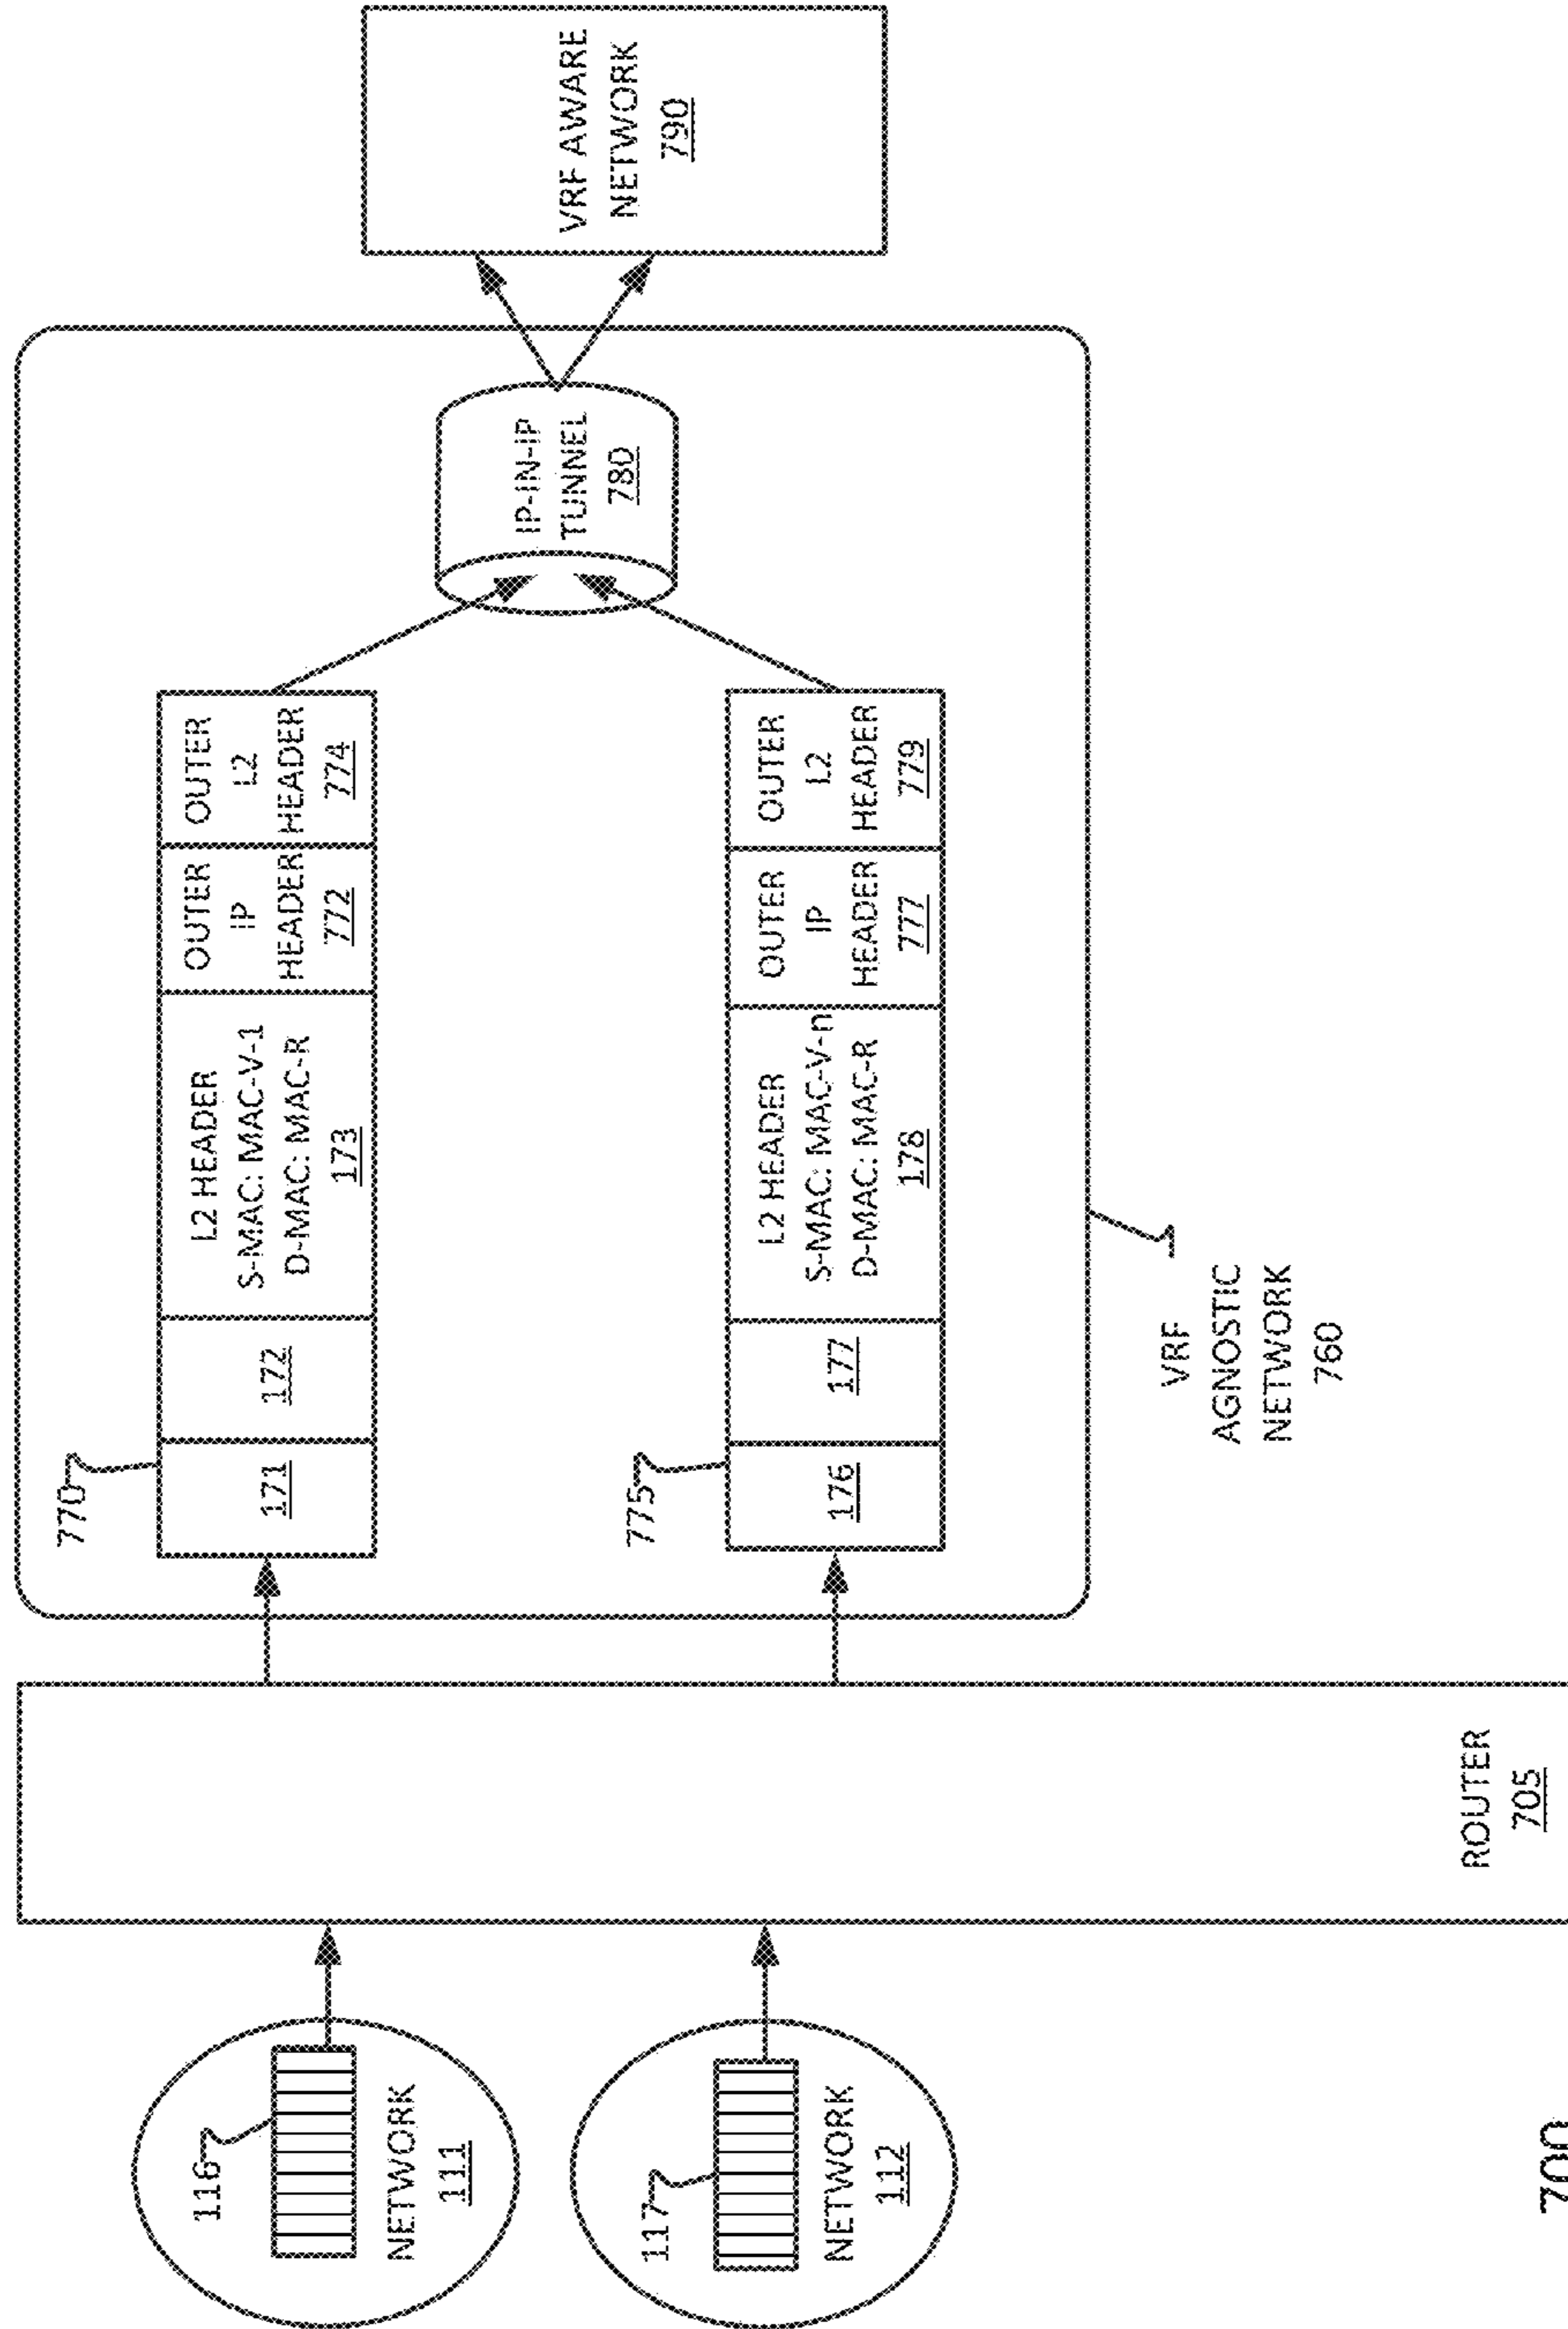 116
NETWORK
111
117
NETWORK
112
700
ROUTER
705
770
171
172
L2 HEADER
S-MAC: MAC-V-1
D-MAC: MAC-R
173
OUTER
IP
HEADER
772
OUTER
L2
HEADER
774
775
176
177
L2 HEADER
S-MAC: MAC-V-n
D-MAC: MAC-R
178
OUTER
IP
HEADER
777
OUTER
L2
HEADER
779
IP-IN-IP
TUNNEL
780
VRF
AGNOSTIC
NETWORK
760
VRF AWARE
NETWORK
790